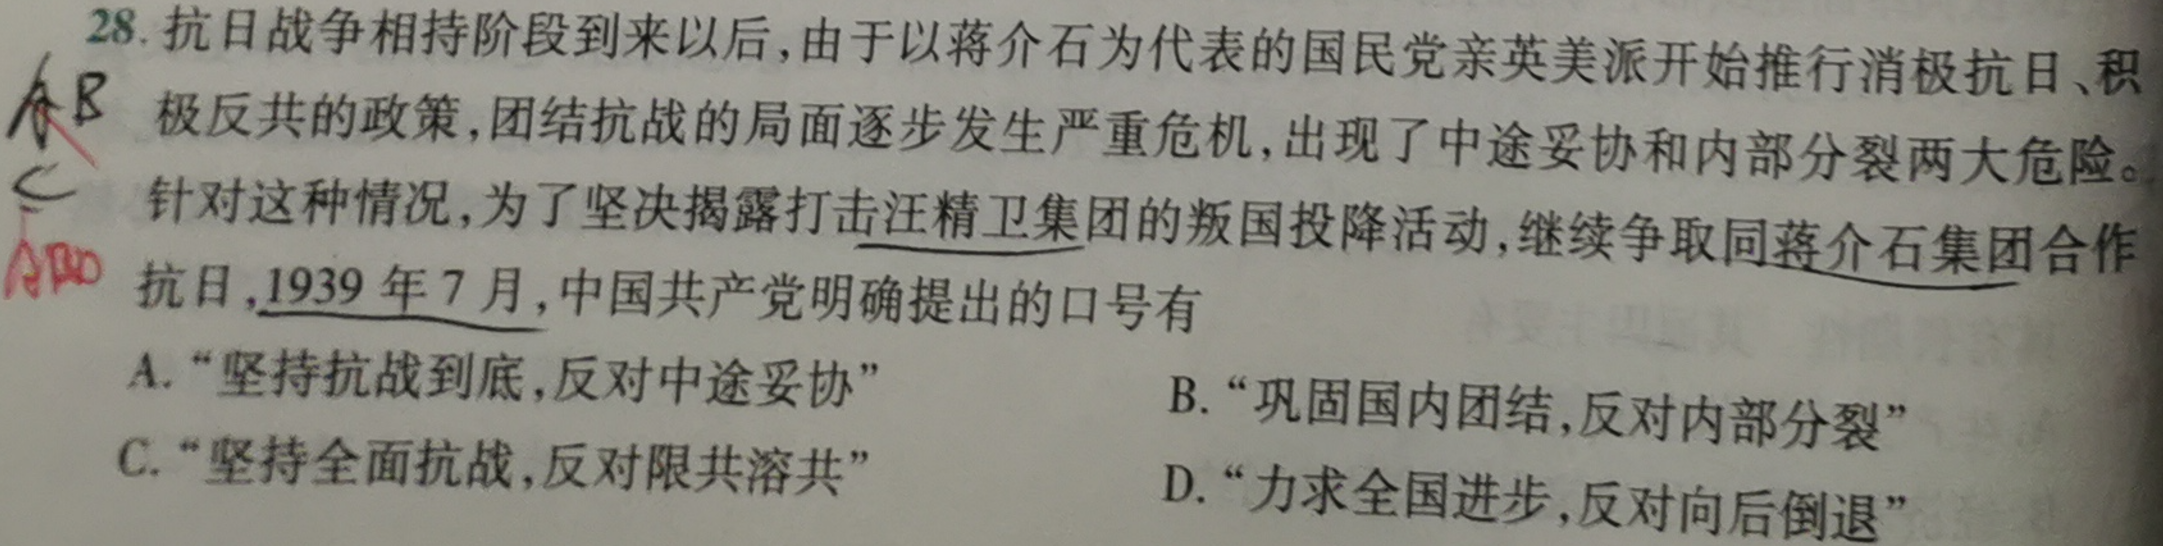 28. 抗日战争相持阶段到来以后,由于以蒋介石为代表的国民党亲英美派开始推行消极抗日、积
极反共的政策,团结抗战的局面逐步发生严重危机,出现了中途妥协和内部分裂两大危险。
针对这种情况,为了坚决揭露打击汪精卫集团的叛国投降活动,继续争取同蒋介石集团合作
抗日,1939 年 7 月,中国共产党明确提出的口号有
A. “坚持抗战到底,反对中途妥协”
B. “巩固国内团结,反对内部分裂”
C. “坚持全面抗战,反对限共溶共”
D. “力求全国进步,反对向后倒退”
B
C
ABD